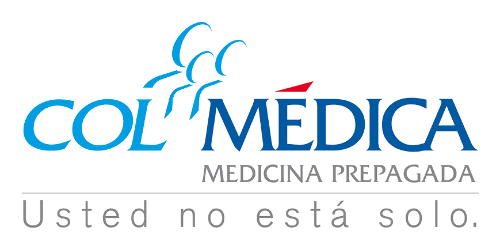 COLMÉDICA
MEDICINA PREPAGADA
Usted no está solo.